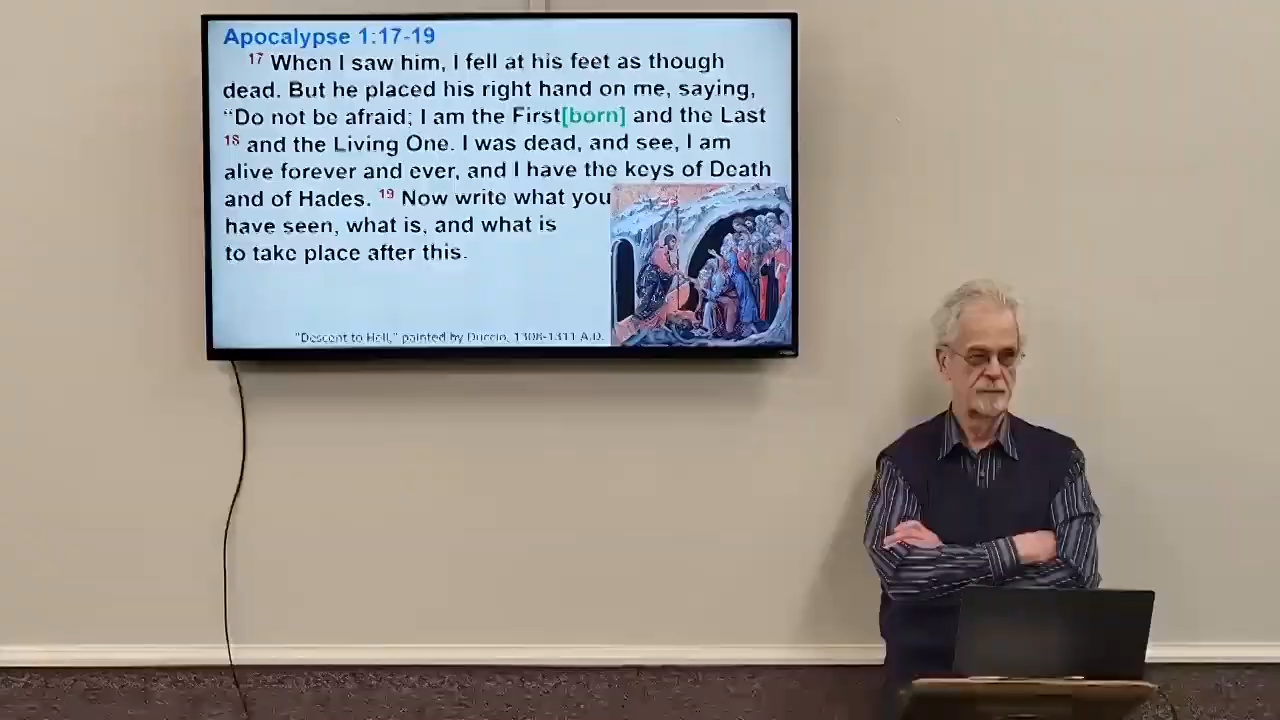 Apocalypse 1:17-19
17 When I saw him, I fell at his feet as though
dead. But he placed his right hand on me, saying,
“Do not be afraid; I am the First[born] and the Last
18 and the Living One. I was dead, and see, I am
alive forever and ever, and I have the keys of Death
and of Hades. 19 Now write what you
have seen, what is, and what is
to take place after this.
"Descent to Hell," painted by Duccio, 1308-1311 A.D.